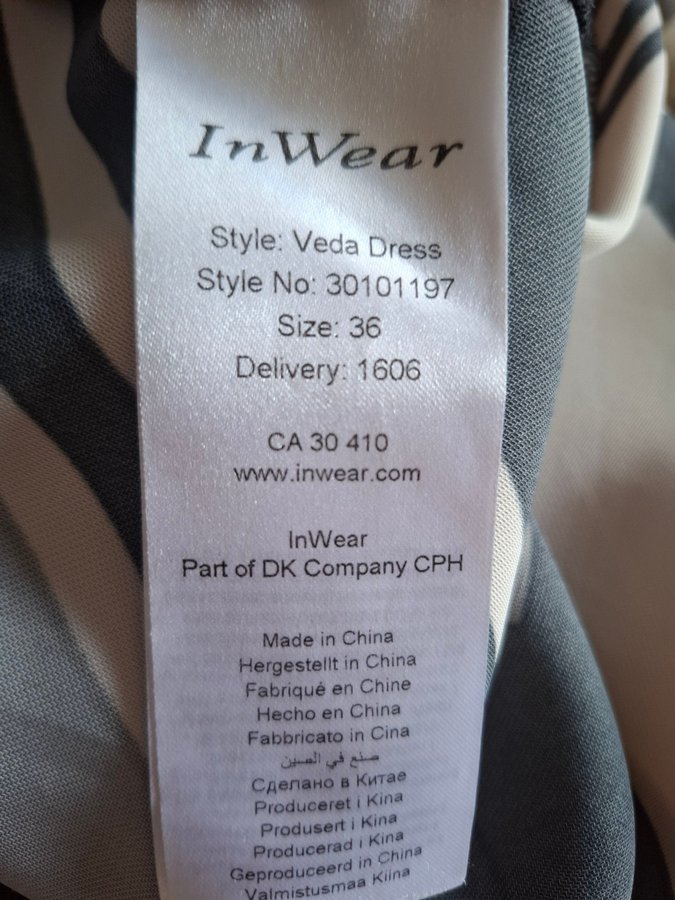 InWear
Style: Veda Dress
Style No: 30101197
Size: 36
Delivery: 1606
CA 30 410
www.inwear.com
InWear
Part of DK Company CPH
Made in China
Hergestellt in China
Fabriqué en Chine
Hecho en China
Fabbricato in Cina
صنع في الصين
Сделано в Китае
Produceret i Kina
Produsert i Kina
Producerad i Kina
Geproduceerd in China
Valmistusmaa Kiina